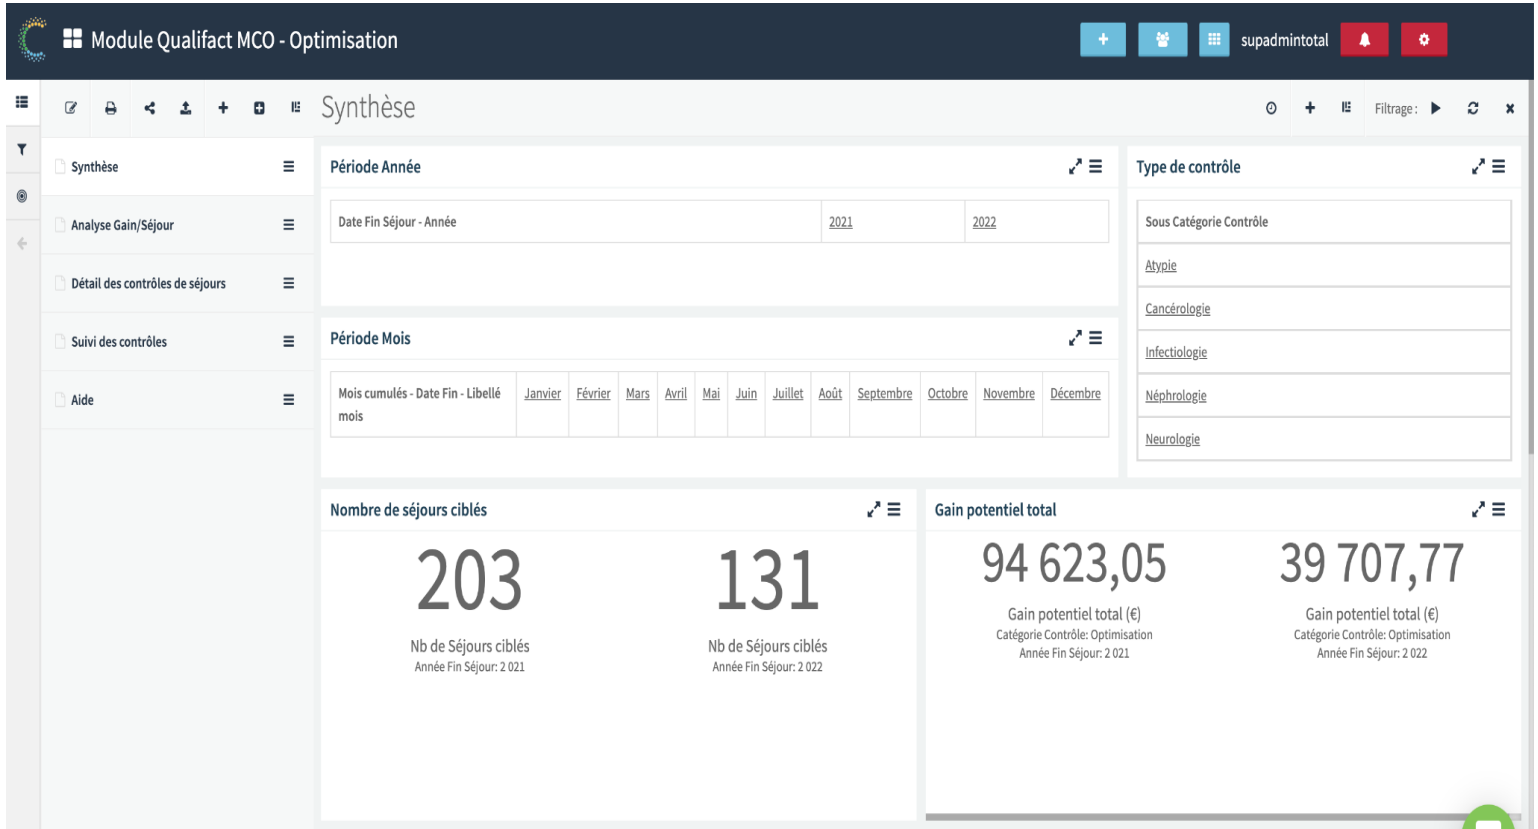 Module Qualifact MCO - Optimisation
supadmintotal
Synthèse
Filtrage :
Synthèse
Analyse Gain/Séjour
Détail des contrôles de séjours
Suivi des contrôles
Aide
Période Année
Date Fin Séjour - Année 2021 2022
Période Mois
Mois cumulés - Date Fin - Libellé Janvier Février Mars Avril Mai Juin Juillet Août Septembre Octobre Novembre Décembre
mois
Type de contrôle
Sous Catégorie Contrôle
Atypie
Cancérologie
Infectiologie
Néphrologie
Neurologie
Nombre de séjours ciblés
203
Nb de Séjours ciblés
Année Fin Séjour: 2 021
131
Nb de Séjours ciblés
Année Fin Séjour: 2 022
Gain potentiel total
94 623,05
Gain potentiel total (€)
Catégorie Contrôle: Optimisation
Année Fin Séjour: 2 021
39 707,77
Gain potentiel total (€)
Catégorie Contrôle: Optimisation
Année Fin Séjour: 2 022